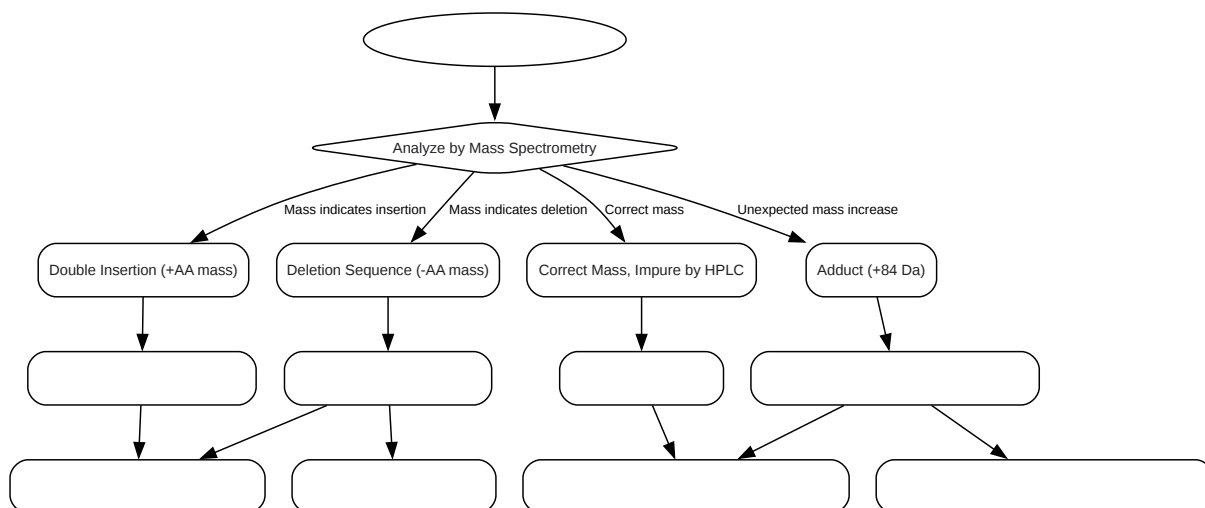 Analyze by Mass Spectrometry
Mass indicates insertion
Mass indicates deletion
Correct mass
Unexpected mass increase
Double Insertion (+AA mass)
Deletion Sequence (-AA mass)
Correct Mass, Impure by HPLC
Adduct (+84 Da)